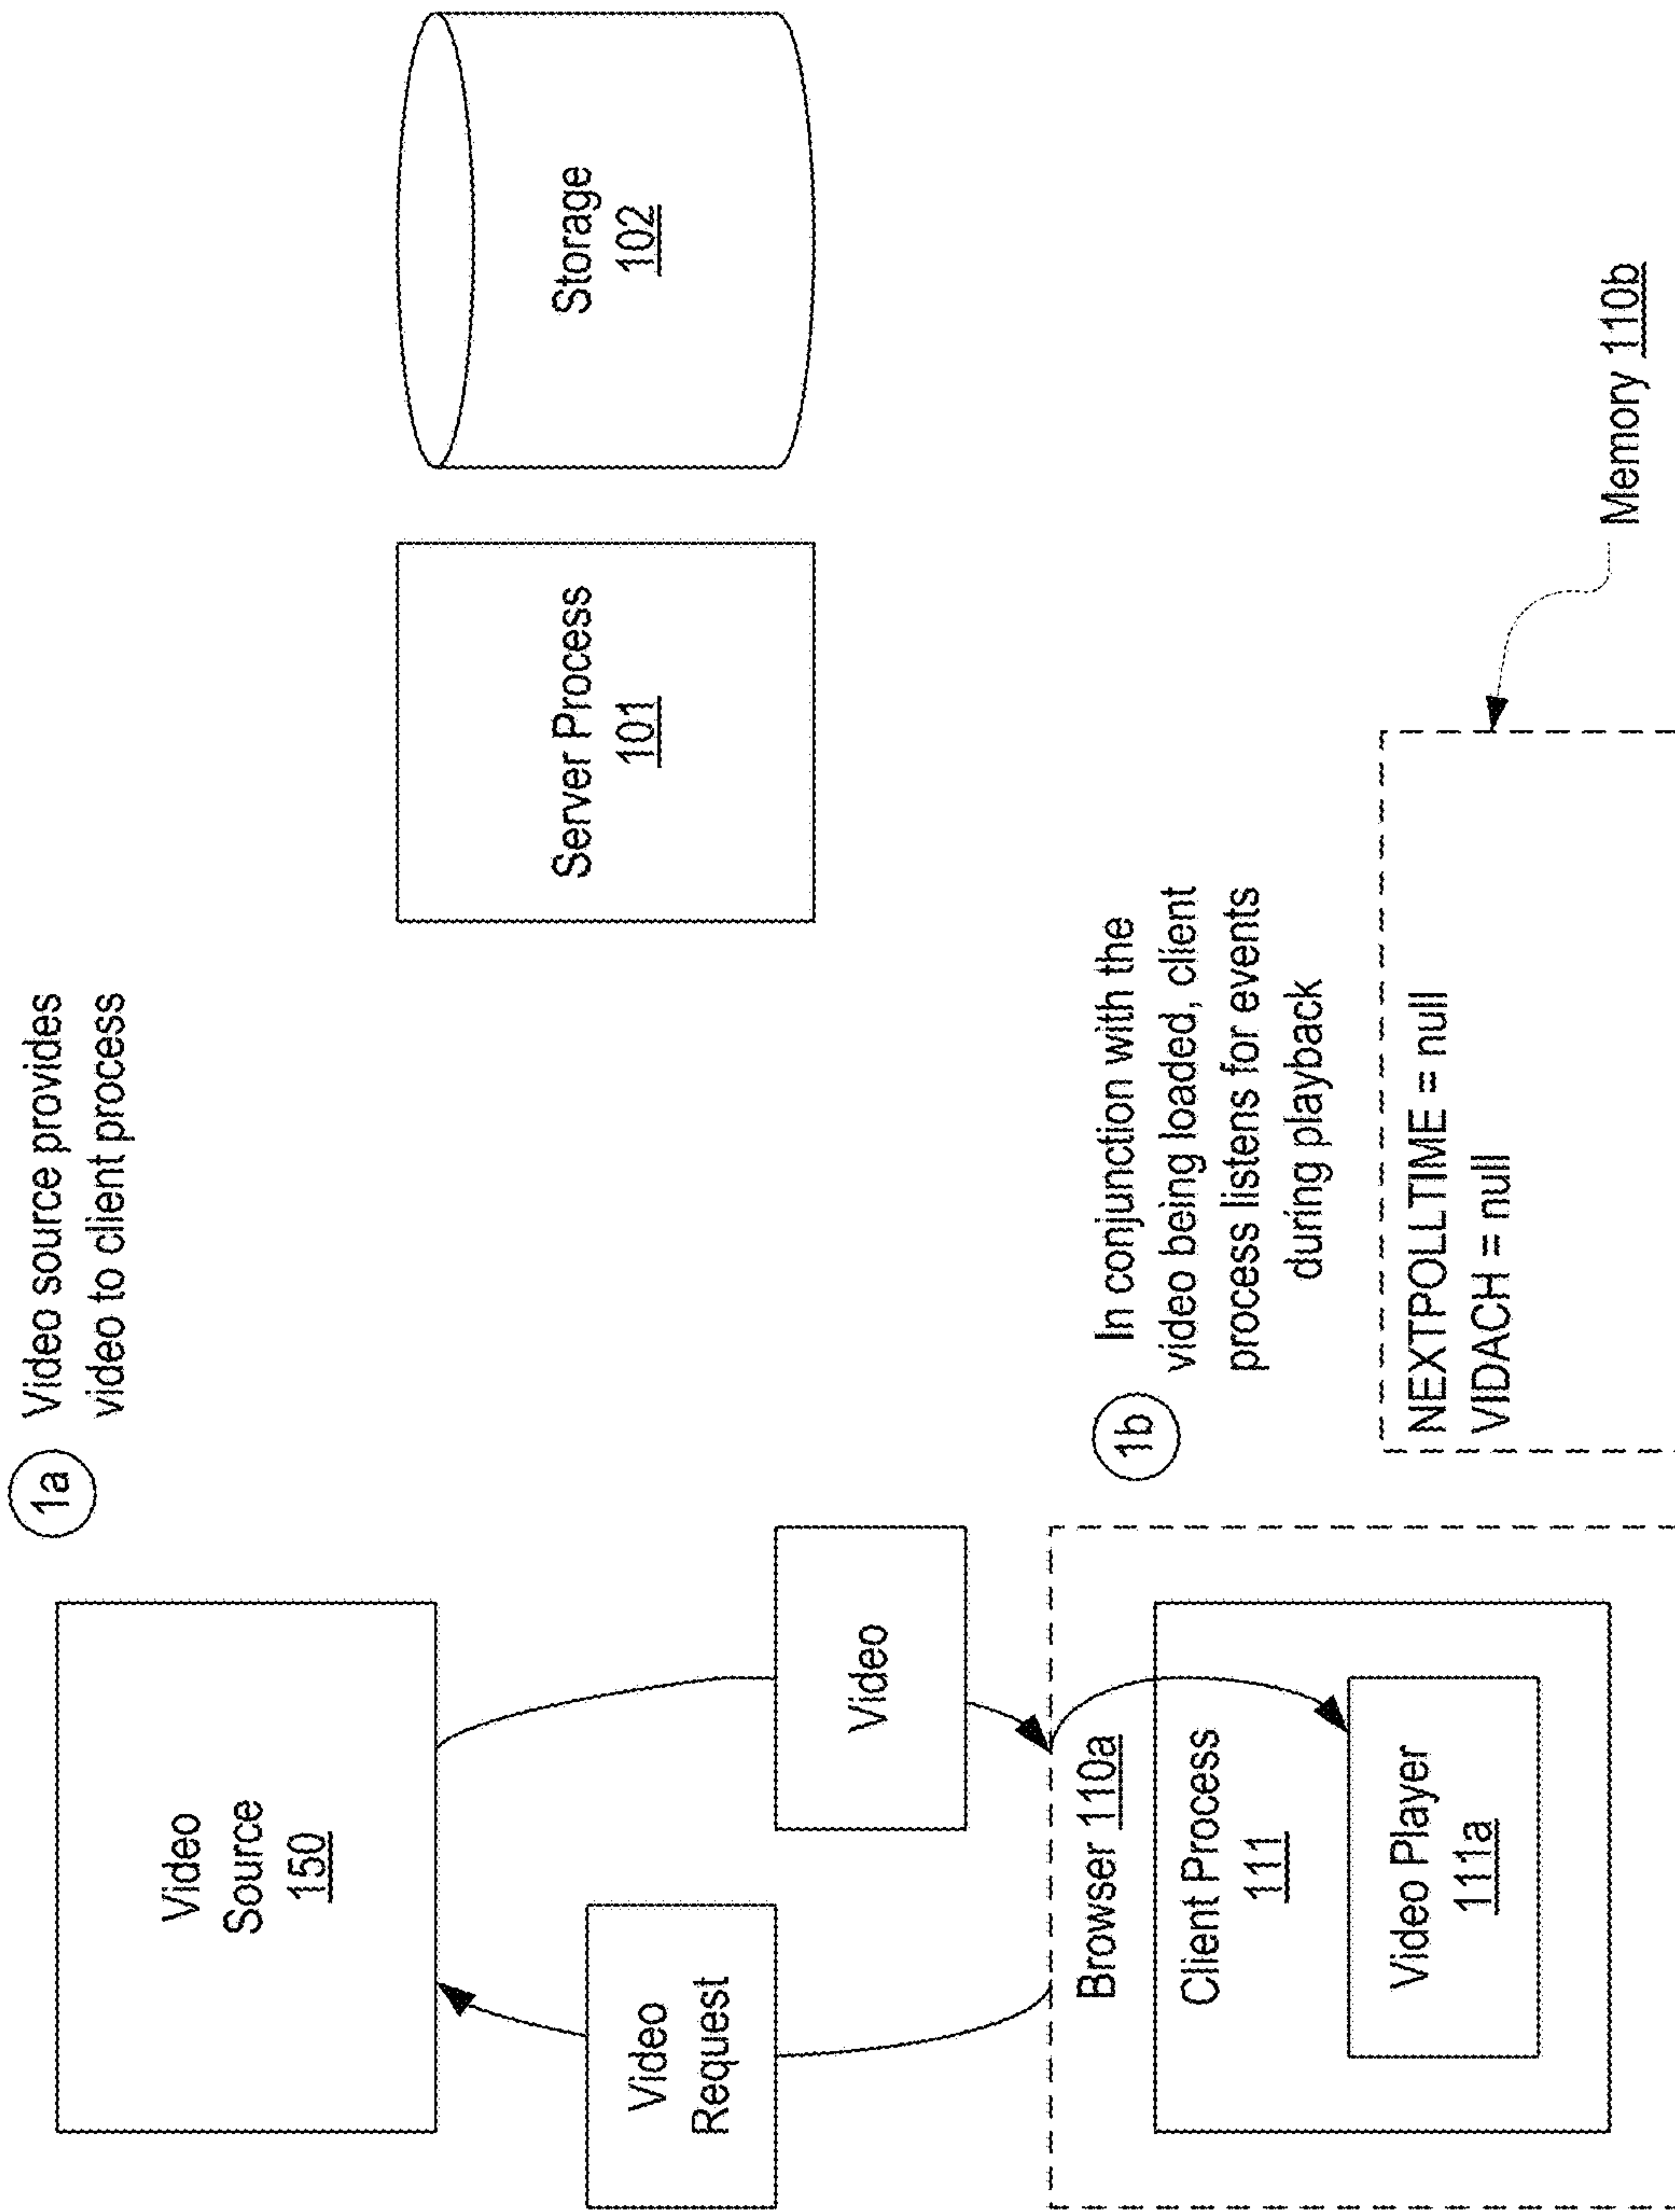 1a
Video source provides
video to client process
Video
Source
150
Video
Request
Video
Server Process
101
Storage
102
Browser 110a
Client Process
111
Video Player
111a
1b
In conjunction with the
video being loaded, client
process listens for events
during playback
NEXTPOLLTIME = null
VIDACH = null
Memory 110b